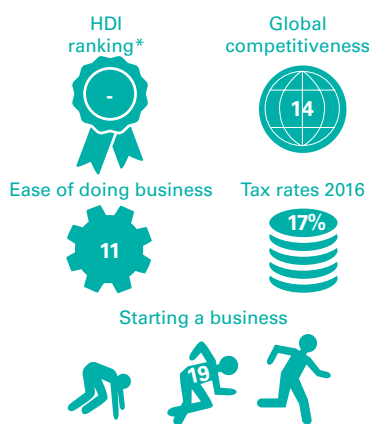 HDI
ranking*
-
Global
competitiveness
14
Ease of doing business
11
Tax rates 2016
17%
Starting a business
19